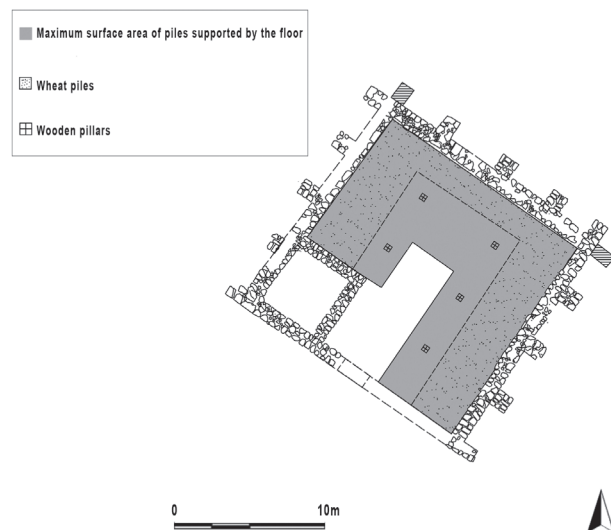 Maximum surface area of piles supported by the floor
Wheat piles
Wooden pillars
0 10m